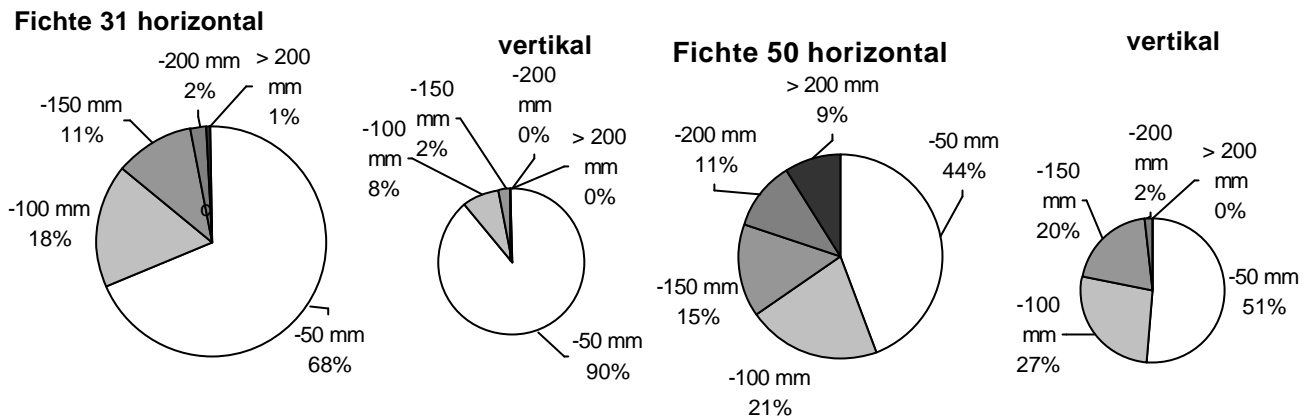 Fichte 31 horizontal
-200 mm
2%
> 200
mm
1%
-150 mm
11%
-100 mm
18%
-50 mm
68%
vertikal
-200
mm
0%
-150
mm
2%
-100
mm
8%
> 200
mm
0%
-50 mm
90%
Fichte 50 horizontal
> 200 mm
9%
-200 mm
11%
-50 mm
44%
-150 mm
15%
-100 mm
21%
vertikal
-200
mm
2%
> 200
mm
0%
-150
mm
20%
-50 mm
51%
-100
mm
27%